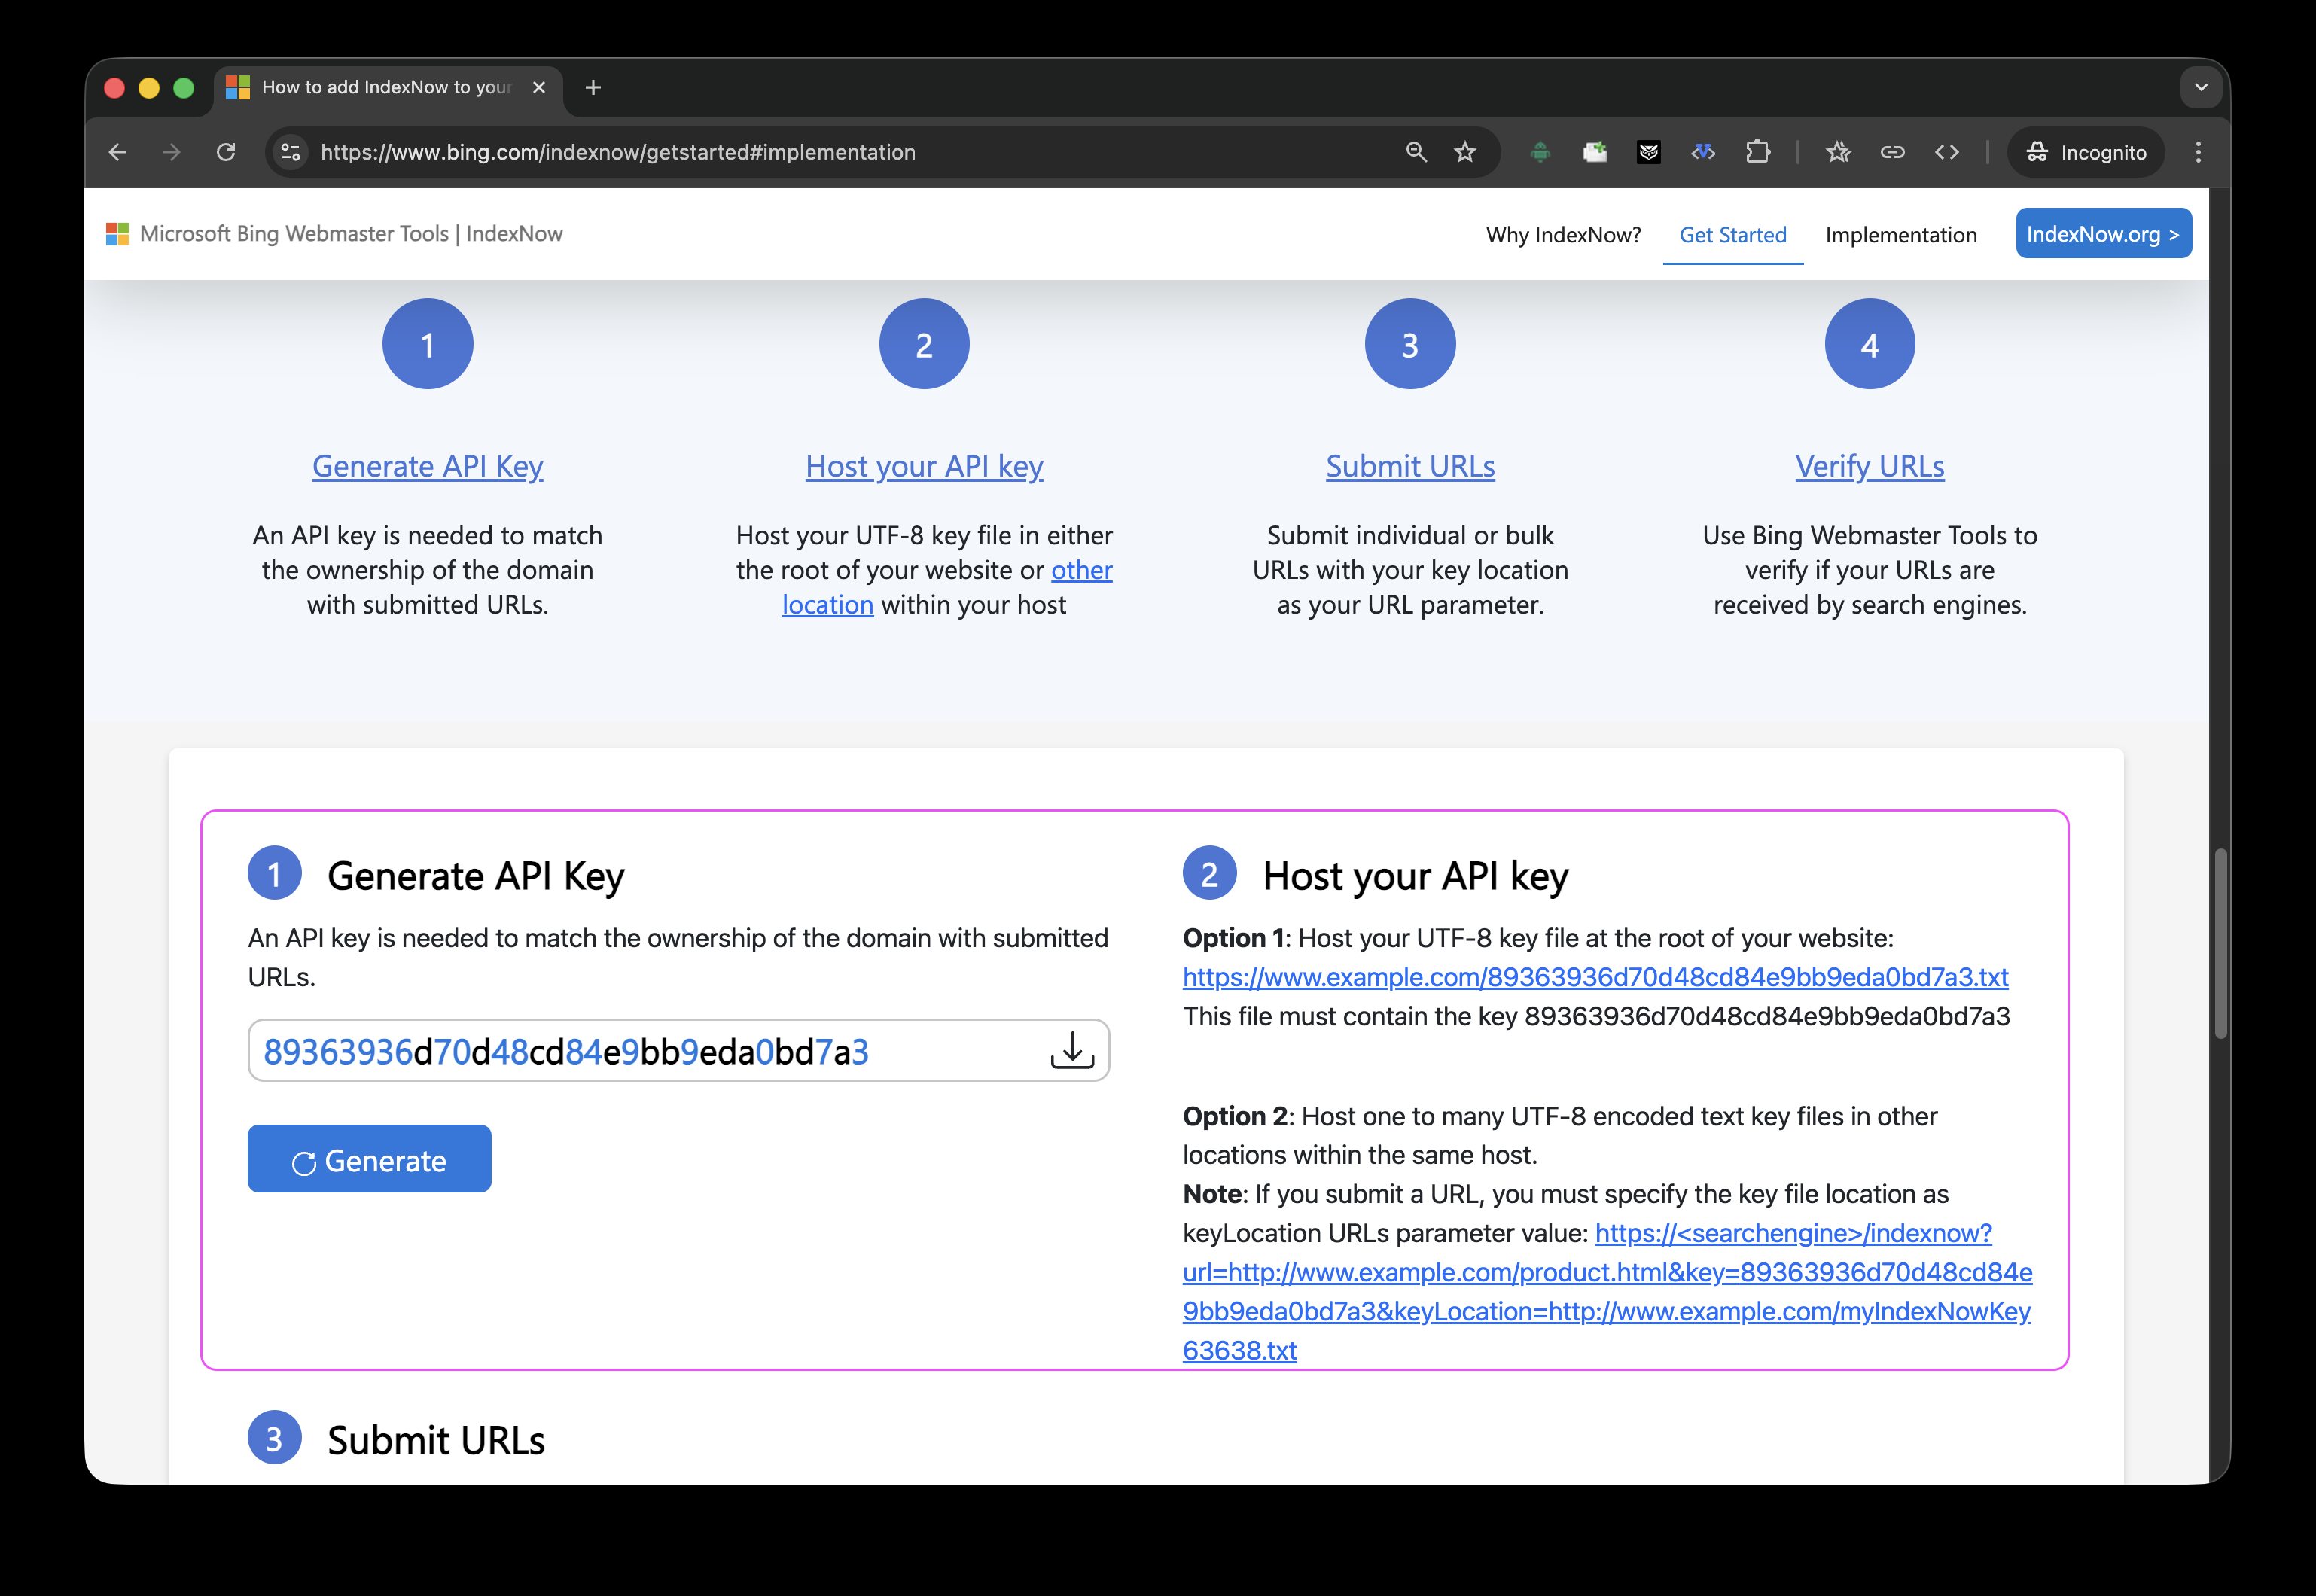 How to add IndexNow to your
https://www.bing.com/indexnow/getstarted#implementation
Incognito
Microsoft Bing Webmaster Tools | IndexNow
Why IndexNow?
Get Started
Implementation
IndexNow.org >
1
2
3
4
Generate API Key
Host your API key
Submit URLs
Verify URLs
An API key is needed to match
the ownership of the domain
with submitted URLs.
Host your UTF-8 key file in either
the root of your website or other
location within your host
Submit individual or bulk
URLs with your key location
as your URL parameter.
Use Bing Webmaster Tools to
verify if your URLs are
received by search engines.
1 Generate API Key
An API key is needed to match the ownership of the domain with submitted
URLs.
89363936d70d48cd84e9bb9eda0bd7a3
Generate
2 Host your API key
Option 1: Host your UTF-8 key file at the root of your website:
https://www.example.com/89363936d70d48cd84e9bb9eda0bd7a3.txt
This file must contain the key 89363936d70d48cd84e9bb9eda0bd7a3
Option 2: Host one to many UTF-8 encoded text key files in other
locations within the same host.
Note: If you submit a URL, you must specify the key file location as
keyLocation URLs parameter value: https://<searchengine>/indexnow?
url=http://www.example.com/product.html&key=89363936d70d48cd84e
9bb9eda0bd7a3&keyLocation=http://www.example.com/myIndexNowKey
63638.txt
3 Submit URLs